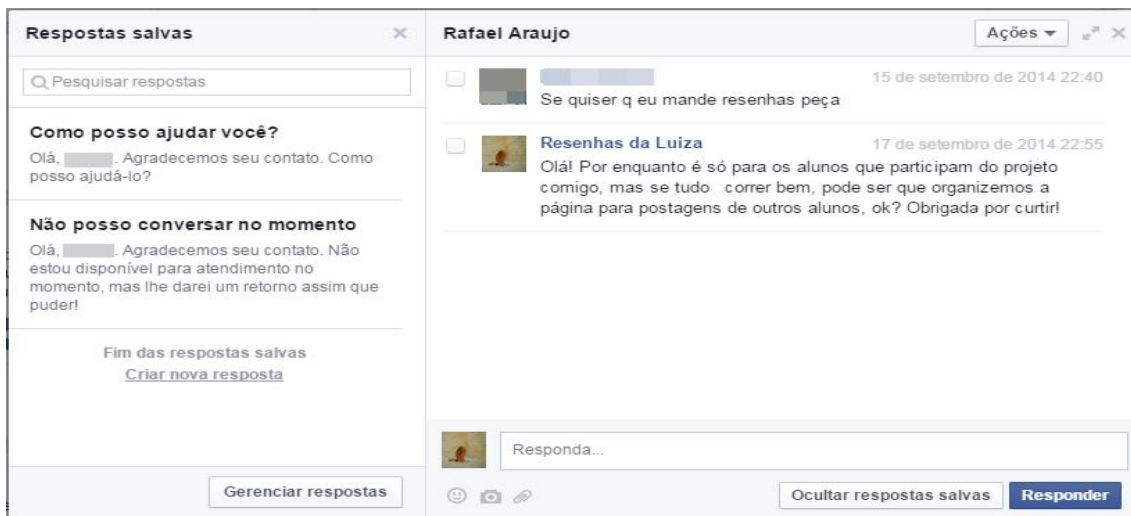 Respostas salvas
Pesquisar respostas
Como posso ajudar você?
Olá, . Agradecemos seu contato. Como
posso ajudá-lo?
Não posso conversar no momento
Olá, . Agradecemos seu contato. Não
estou disponível para atendimento no
momento, mas lhe darei um retorno assim que
puder!
Fim das respostas salvas
Criar nova resposta
Gerenciar respostas
Rafael Araujo
Ações
15 de setembro de 2014 22:40
Se quiser q eu mande resenhas peça
Resenhas da Luiza 17 de setembro de 2014 22:55
Olá! Por enquanto é só para os alunos que participam do projeto
comigo, mas se tudo correr bem, pode ser que organizemos a
página para postagens de outros alunos, ok? Obrigada por curtir!
Responda...
Ocultar respostas salvas
Responder